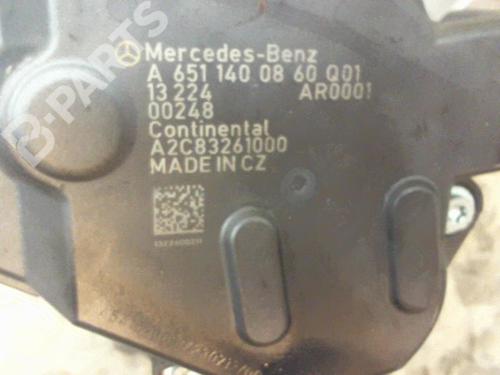 Mercedes-Benz
A 651 140 08 60 Q01
13 224 AR0001
00248
Continental
A2C83261000
MADE IN CZ
B-PARTS